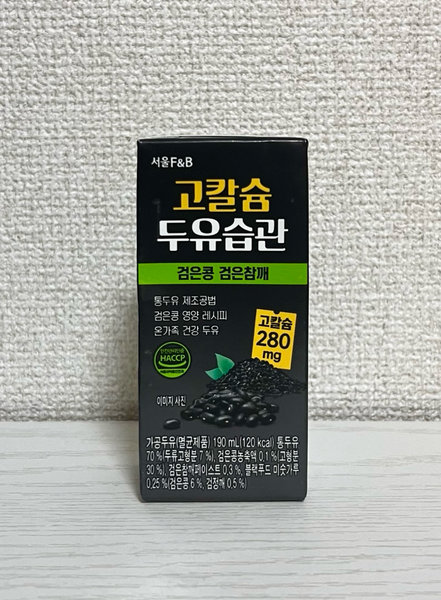 서울F&B
고칼슘
두유습관
검은콩 검은참깨
통두유 제조공법
검은콩 영양 레시피
온가족 건강 두유
고칼슘
280
mg
HACCP
이미지 사진
가공두유(멸균제품) 190 mL(120 kcal) 통두유
70 %(두류고형분 7 %), 검은콩농축액 0.1 %(고형분
30 %), 검은참깨페이스트 0.3 %, 블랙푸드 미숫가루
0.25 %(검은콩 6 %, 검정깨 0.5 %)